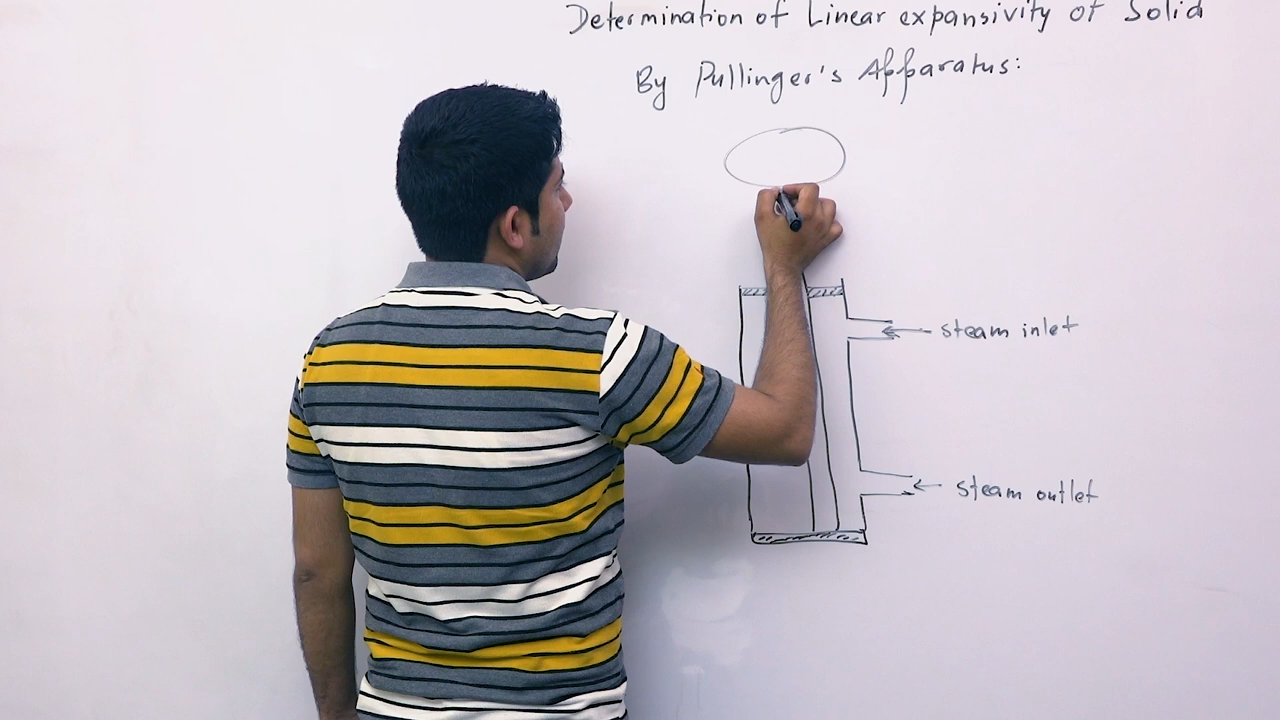 Determination of Linear expansivity of Solid
By Pullinger's Apparatus:
steam inlet
steam outlet